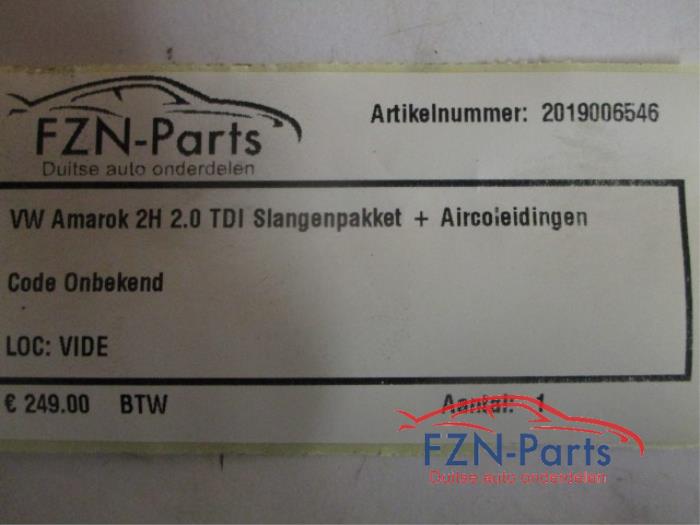 FZN-Parts
Duitse auto onderdelen
Artikelnummer: 2019006546
VW Amarok 2H 2.0 TDI Slangenpakket + Aircoleidingen
Code Onbekend
LOC: VIDE
€ 249.00 BTW
Aantal: 1
FZN-Parts
Duitse auto onderdelen